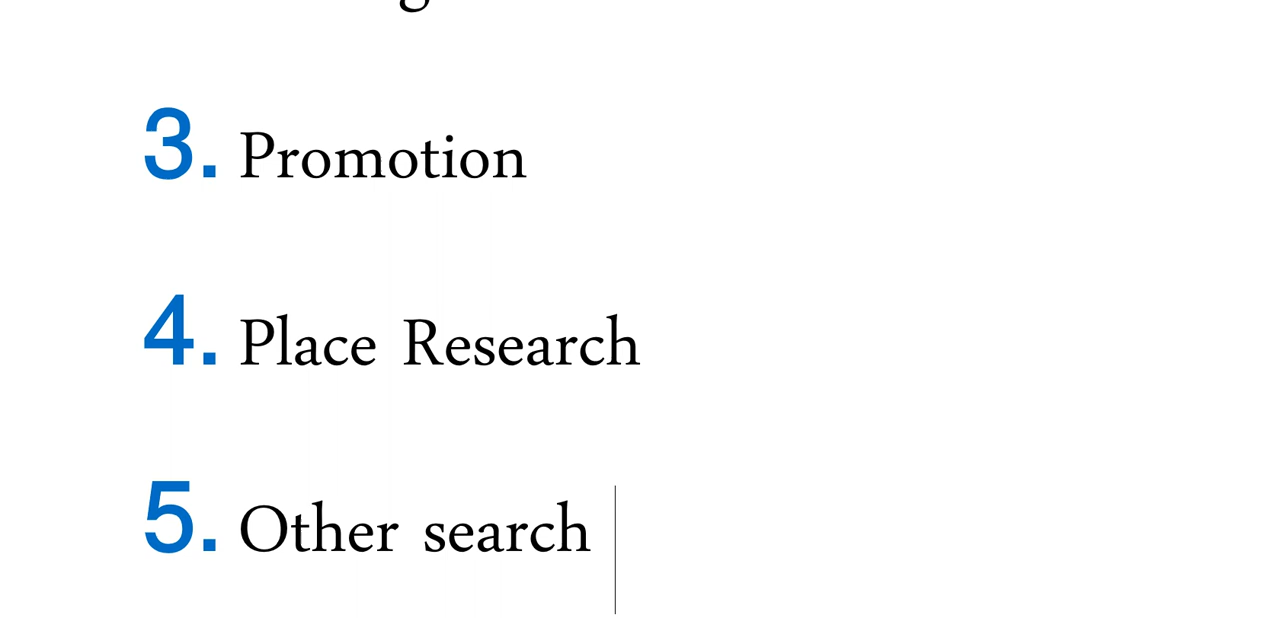 3. Promotion
4. Place Research
5. Other search